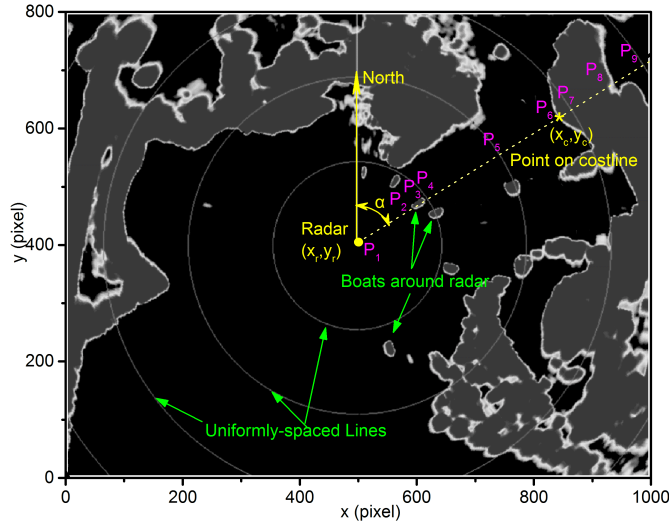 800
600
400
200
0
y (pixel)
0
200
400
600
800
1000
x (pixel)
North
α
Radar
(xr,yr)
P1
P2
P3
P4
P5
P6
P7
P8
P9
(xc,yc)
Point on costline
Boats around radar
Uniformly-spaced Lines